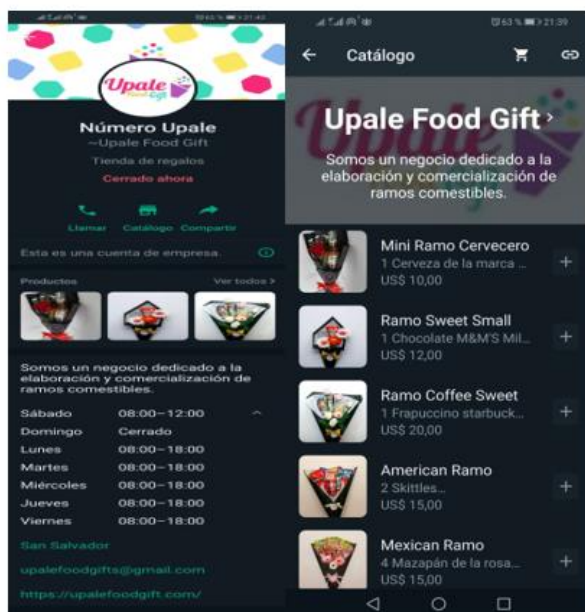 21:42
Upale
Food Gift
Número Upale
~Upale Food Gift
Tienda de regalos
Cerrado ahora
Llamar
Catálogo
Compartir
Esta es una cuenta de empresa.
Productos
Ver todos >
Somos un negocio dedicado a la
elaboración y comercialización de
ramos comestibles.
Sábado 08:00–12:00
Domingo Cerrado
Lunes 08:00–18:00
Martes 08:00–18:00
Miércoles 08:00–18:00
Jueves 08:00–18:00
Viernes 08:00–18:00
San Salvador
upalefoodgifts@gmail.com
https://upalefoodgift.com/
63 % 21:39
Catálogo
Upale Food Gift >
Somos un negocio dedicado a la
elaboración y comercialización de
ramos comestibles.
Mini Ramo Cervecero
1 Cerveza de la marca ...
US$ 10,00
Ramo Sweet Small
1 Chocolate M&M'S Mil...
US$ 12,00
Ramo Coffee Sweet
1 Frapuccino starbuck...
US$ 20,00
American Ramo
2 Skittles...
US$ 15,00
Mexican Ramo
4 Mazapán de la rosa...
US$ 15,00